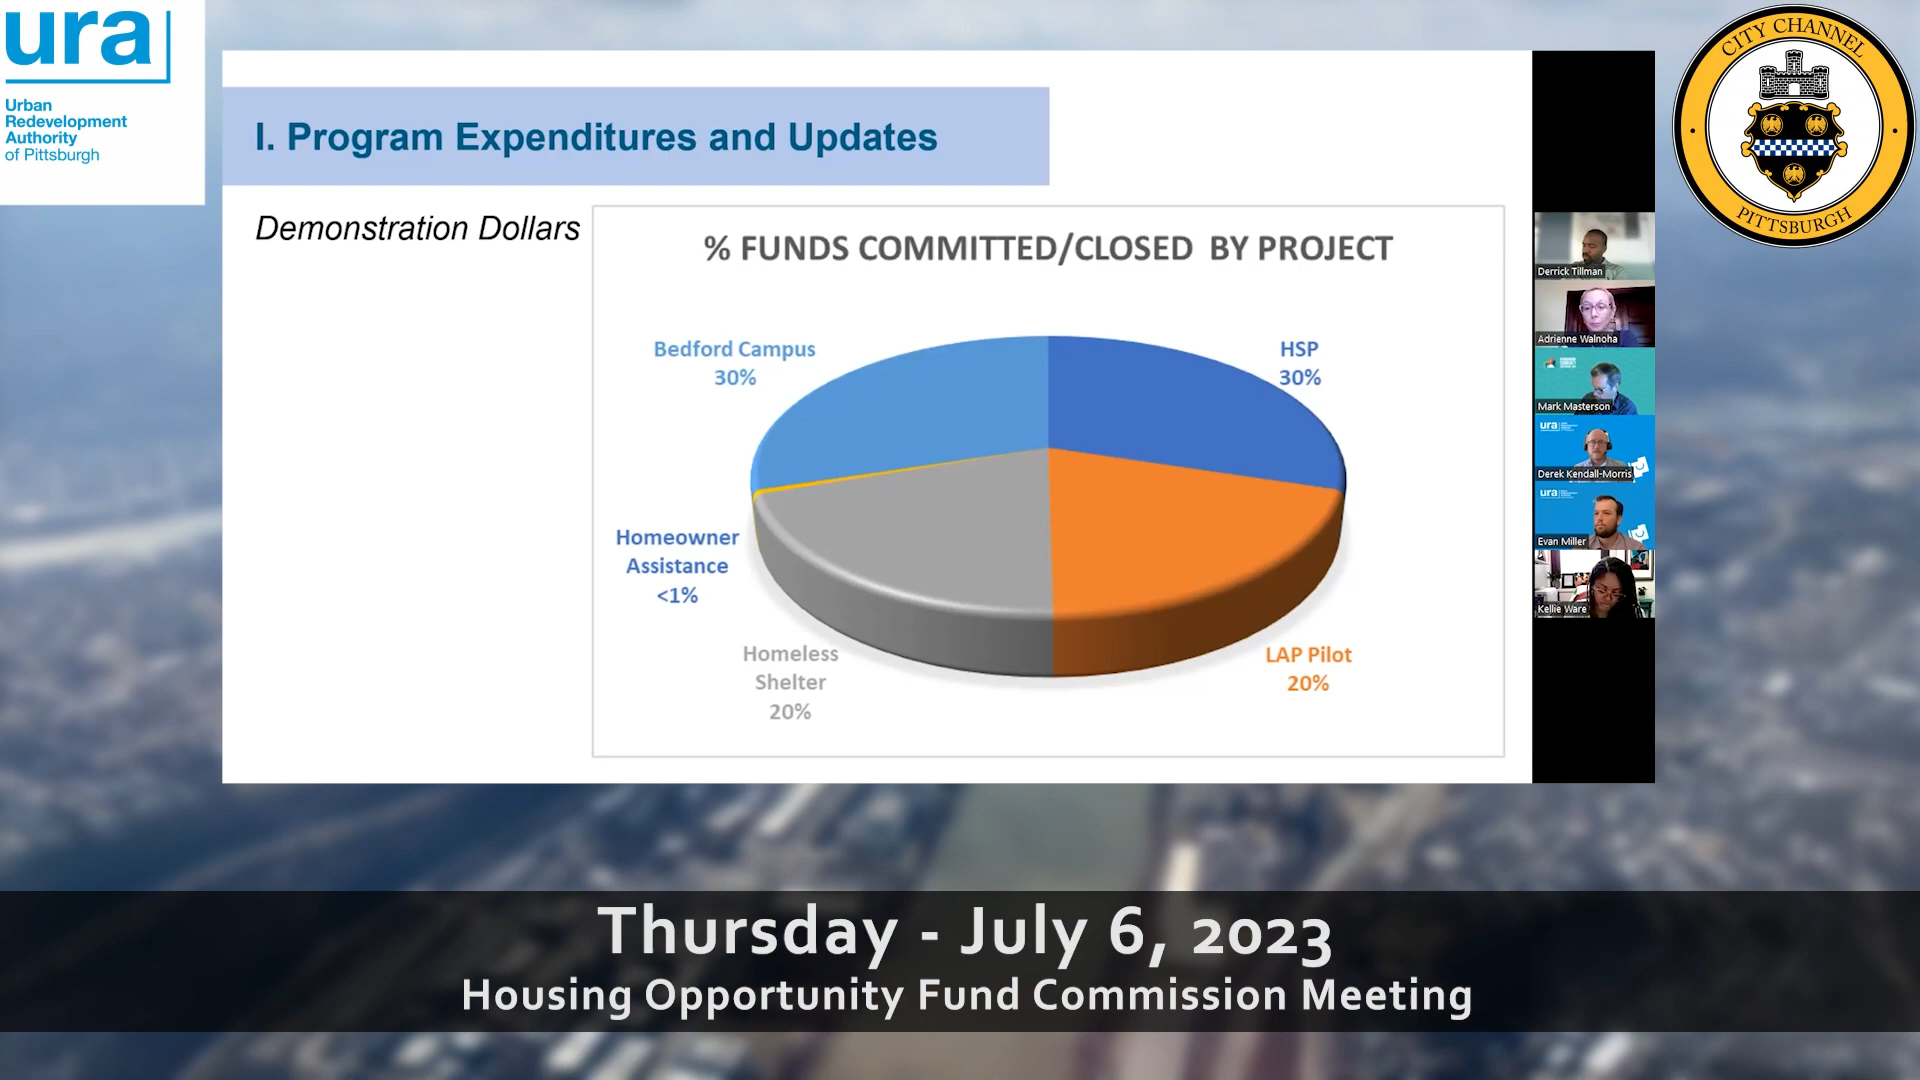 ura
Urban
Redevelopment
Authority
of Pittsburgh
I. Program Expenditures and Updates
Demonstration Dollars
% FUNDS COMMITTED/CLOSED BY PROJECT
Bedford Campus
30%
HSP
30%
Homeowner
Assistance
<1%
Homeless
Shelter
20%
LAP Pilot
20%
CITY CHANNEL
PITTSBURGH
Derrick Tillman
Adrienne Walnoha
Mark Masterson
ura
Derek Kendall-Morris
ura
Evan Miller
Kellie Ware
Thursday - July 6, 2023
Housing Opportunity Fund Commission Meeting